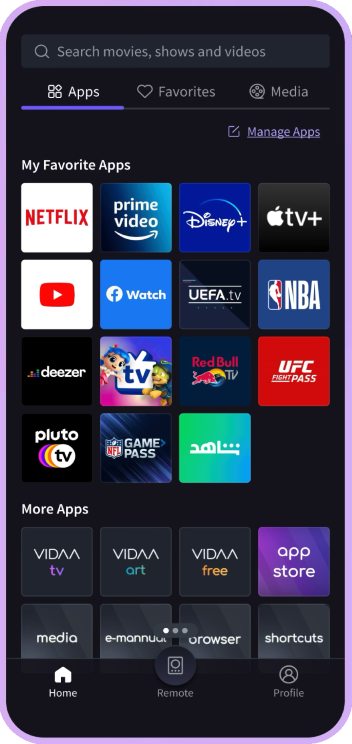 Search movies, shows and videos
Apps
Favorites
Media
Manage Apps
My Favorite Apps
NETFLIX
prime video
Disney+
tv+
Watch
UEFA.tv
NBA
deezer
tv
Red Bull TV
UFC FIGHT PASS
pluto tv
NFL GAME PASS
شاهد
More Apps
VIDAA tv
VIDAA art
VIDAA free
app store
media
e-mannual
browser
shortcuts
Home
Remote
Profile